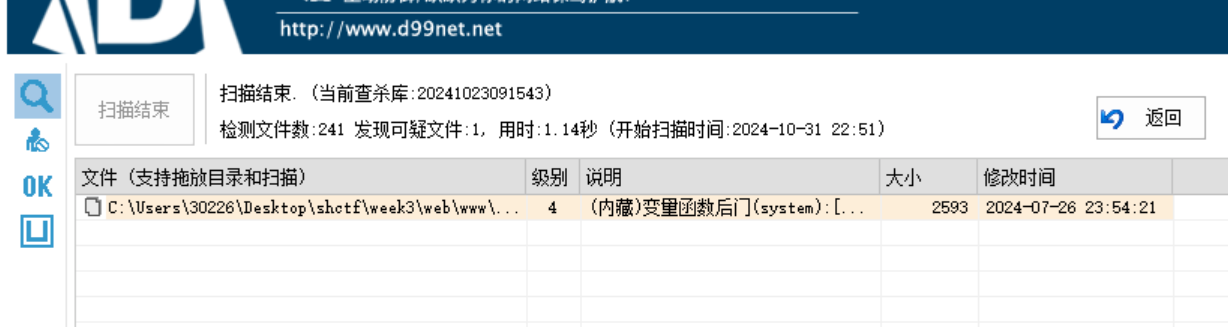 http://www.d99net.net
扫描结束
扫描结束. (当前查杀库:20241023091543)
检测文件数:241 发现可疑文件:1, 用时:1.14秒 (开始扫描时间:2024-10-31 22:51)
返回
OK
文件 (支持拖放目录和扫描) 级别 说明 大小 修改时间
C:\Users\30226\Desktop\shctf\week3\web\www\... 4 (内藏)变量函数后门(system):[... 2593 2024-07-26 23:54:21